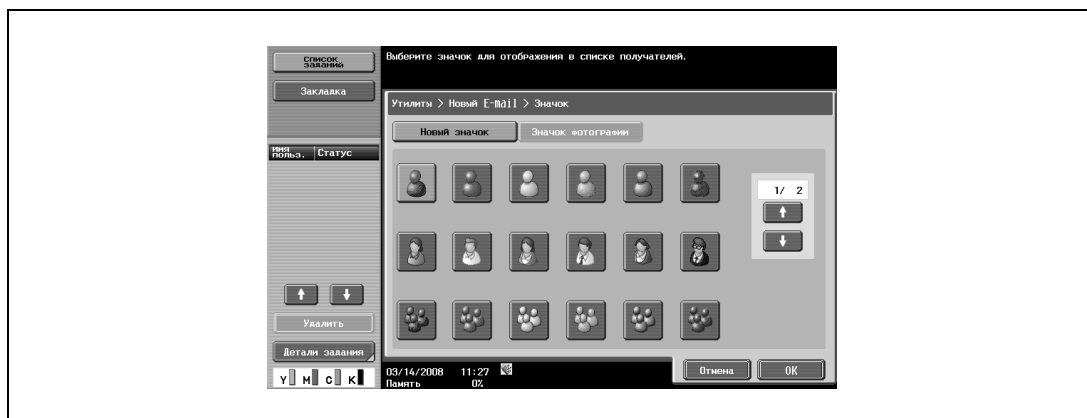 Список
заданий
Закладка
Имя
польз.
Статус
Удалить
Детали задания
Y M C K
Выберите значок для отображения в списке получателей.
Утилиты > Новый E-mail > Значок
Новый значок
Значок фотографии
1/ 2
03/14/2008 11:27
Память 0%
Отмена
OK